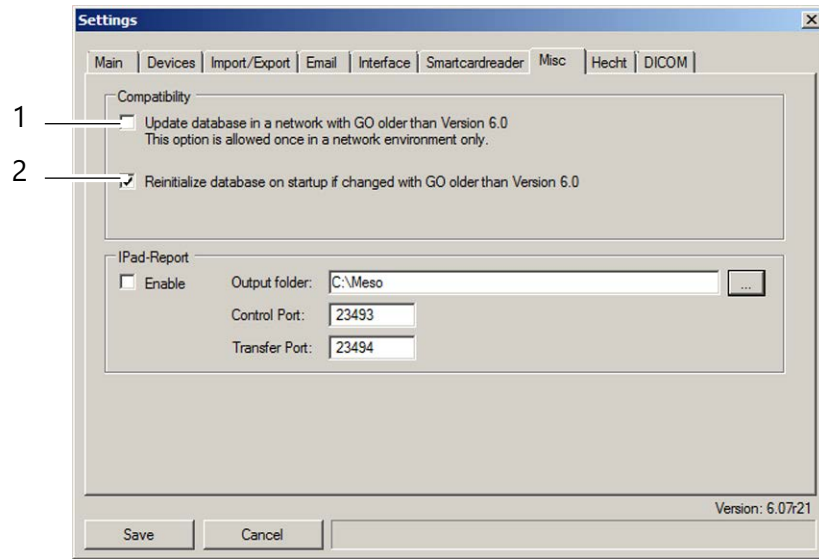 Settings
Main Devices Import/Export Email Interface Smartcardreader Misc Hecht DICOM
Compatibility
1
Update database in a network with GO older than Version 6.0
This option is allowed once in a network environment only.
2
Reinitialize database on startup if changed with GO older than Version 6.0
IPad-Report
Enable Output folder: C:\Meso ...
Control Port: 23493
Transfer Port: 23494
Version: 6.07r21
Save Cancel